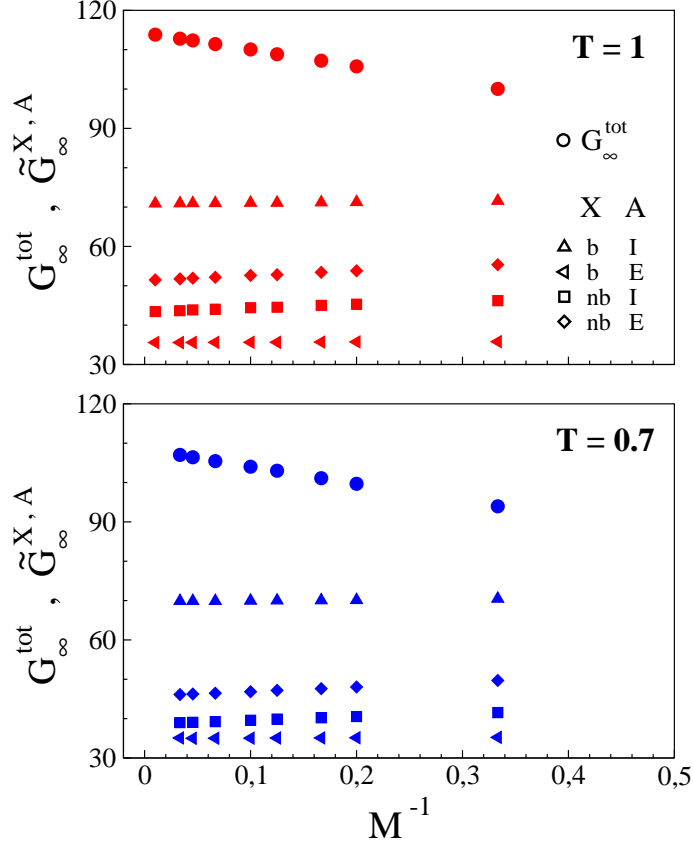 120
T = 1
90
G∞^tot
X A
b I
60
b E
nb I
nb E
30
G∞^tot , G̃∞^X, A
120
T = 0.7
90
60
30
G∞^tot , G̃∞^X, A
0 0,1 0,2 0,3 0,4 0,5
M^-1